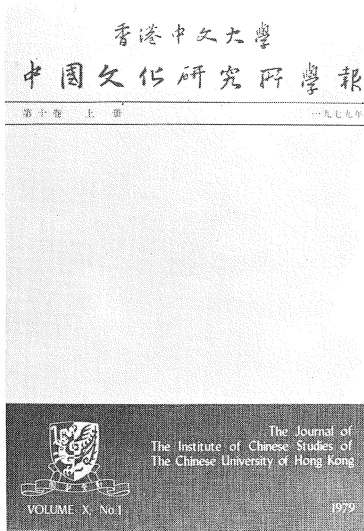 香港中文大學
中国文化研究所學報
第十卷 上冊 一九七九年
The Journal of
The Institute of Chinese Studies of
The Chinese University of Hong Kong
VOLUME X, No.1 1979